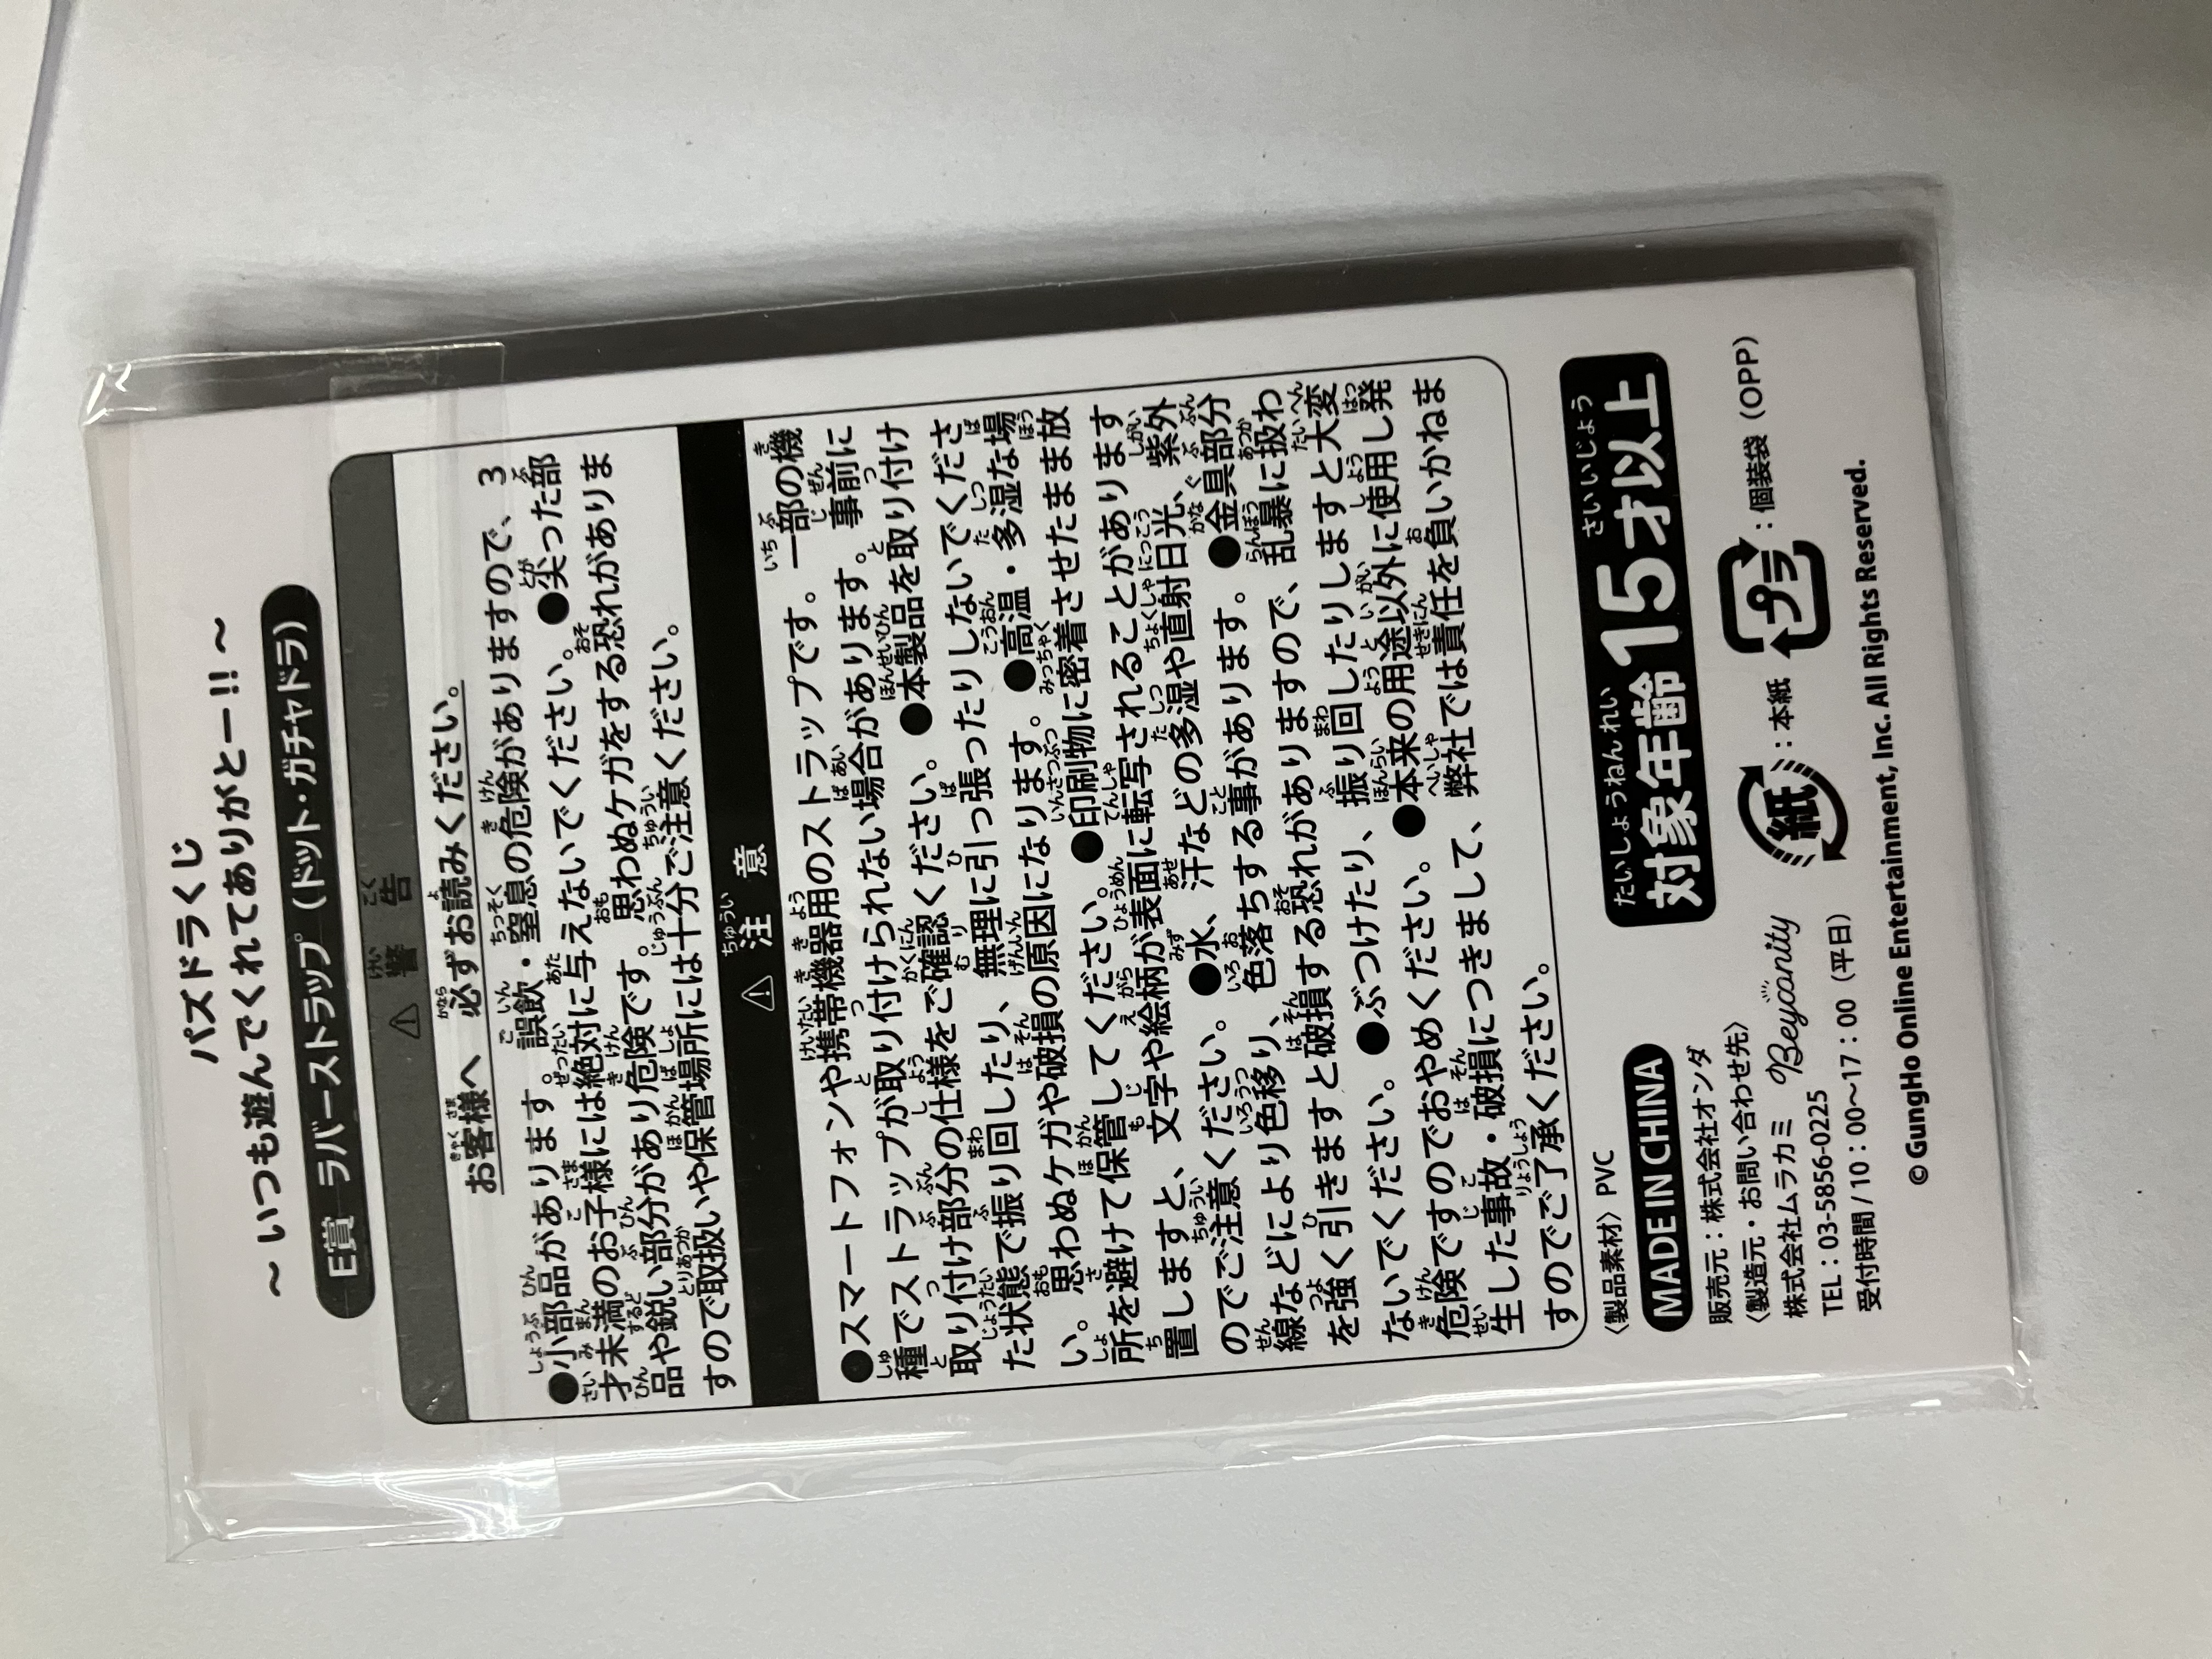 パズドラくじ
～いつも遊んでくれてありがとー!!～
E賞 ラバーストラップ（ドット・ガチャドラ）
⚠ 警告
お客様へ 必ずお読みください。
●小部品があります。誤飲・窒息の危険がありますので、3
才未満のお子様には絶対に与えないでください。●尖った部
品や鋭い部分があり危険です。思わぬケガをする恐れがありま
すので取扱いや保管場所には十分ご注意ください。
⚠ 注意
●スマートフォンや携帯機器用のストラップです。一部の機
種でストラップが取り付けられない場合があります。事前に
取り付け部分の仕様をご確認ください。●本製品を取り付け
た状態で振り回したり、無理に引っ張ったりしないでくださ
い。思わぬケガや破損の原因になります。●高温・多湿な場
所を避けて保管してください。●印刷物に密着させたまま放
置しますと、文字や絵柄が表面に転写されることがあります
のでご注意ください。●水、汗などの多湿や直射日光、紫外
線などにより色移り、色落ちする事があります。●金具部分
を強く引きますと破損する恐れがありますので、乱暴に扱わ
ないでください。●ぶつけたり、振り回したりしますと大変
危険ですのでおやめください。●本来の用途以外に使用し発
生した事故・破損につきまして、弊社では責任を負いかねま
すのでご了承ください。
〈製品素材〉PVC
MADE IN CHINA
販売元：株式会社オンダ
〈製造元・お問い合わせ先〉
株式会社ムラカミ Beycanity
TEL：03-5856-0225
受付時間/10：00～17：00（平日）
対象年齢15才以上
紙：本紙 プラ：個装袋（OPP）
© GungHo Online Entertainment, Inc. All Rights Reserved.